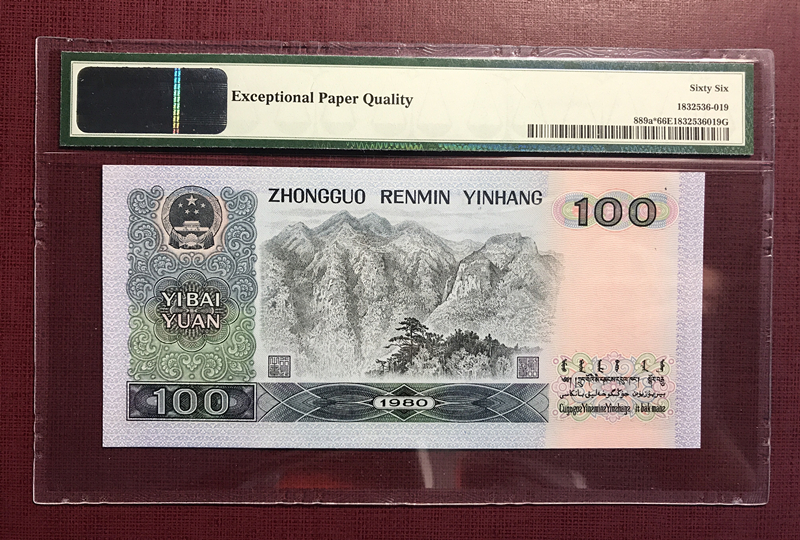 Exceptional Paper Quality
Sixty Six
1832536-019
889a*66E1832536019G
ZHONGGUO RENMIN YINHANG
100
YIBAI
YUAN
100
1980